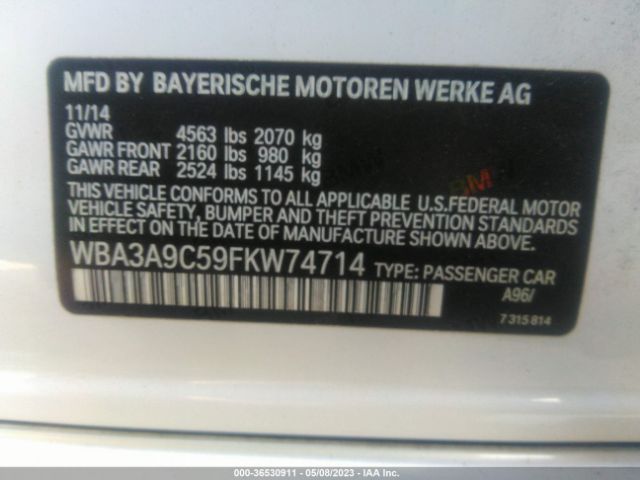 MFD BY BAYERISCHE MOTOREN WERKE AG
11/14
GVWR 4563 lbs 2070 kg
GAWR FRONT 2160 lbs 980 kg
GAWR REAR 2524 lbs 1145 kg
THIS VEHICLE CONFORMS TO ALL APPLICABLE U.S.FEDERAL MOTOR
VEHICLE SAFETY, BUMPER AND THEFT PREVENTION STANDARDS
IN EFFECT ON THE DATE OF MANUFACTURE SHOWN ABOVE.
WBA3A9C59FKW74714 TYPE: PASSENGER CAR
A96/
7 315 814
000-36530911 - 05/08/2023 - IAA Inc.